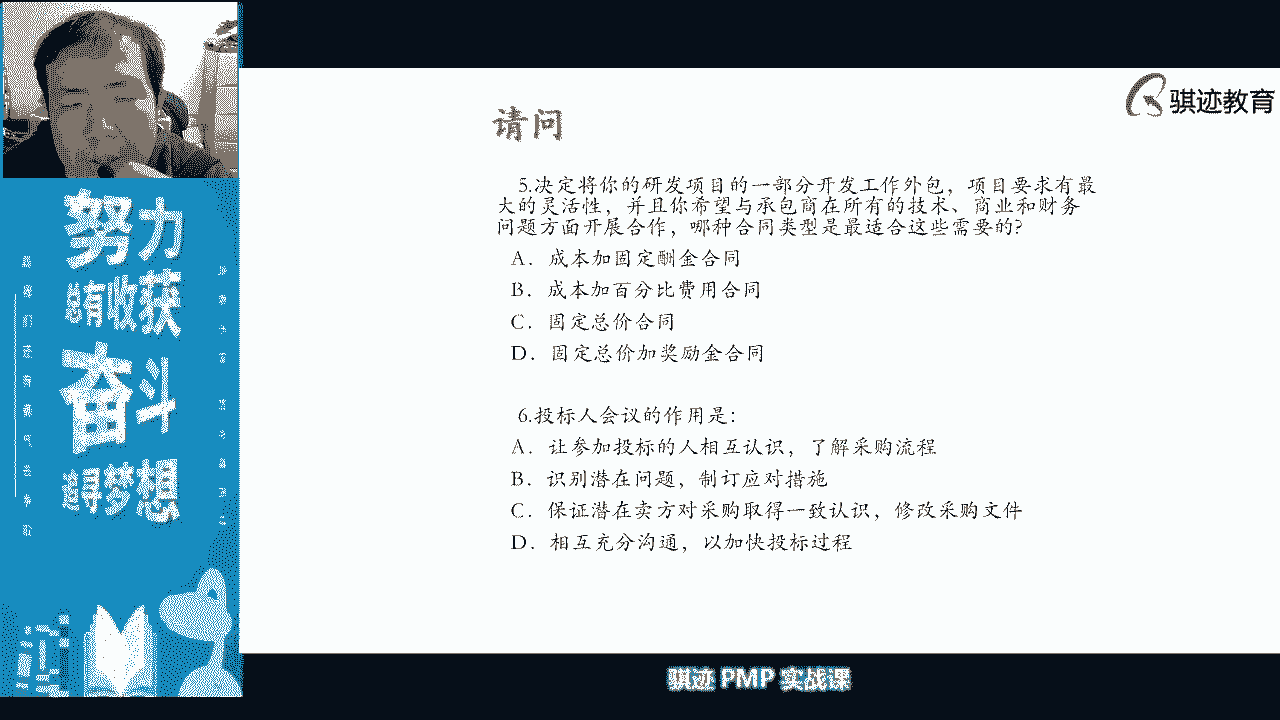 骐迹教育
请问
5.决定将你的研发项目的一部分开发工作外包，项目要求有最
大的灵活性，并且你希望与承包商在所有的技术、商业和财务
问题方面开展合作，哪种合同类型是最适合这些需要的?
A．成本加固定酬金合同
B．成本加百分比费用合同
C．固定总价合同
D．固定总价加奖励金合同
6.投标人会议的作用是：
A．让参加投标的人相互认识，了解采购流程
B．识别潜在问题，制订应对措施
C．保证潜在卖方对采购取得一致认识，修改采购文件
D．相互充分沟通，以加快投标过程
努力
总有收获
奋斗
追寻梦想
骐迹 PMP 实战课